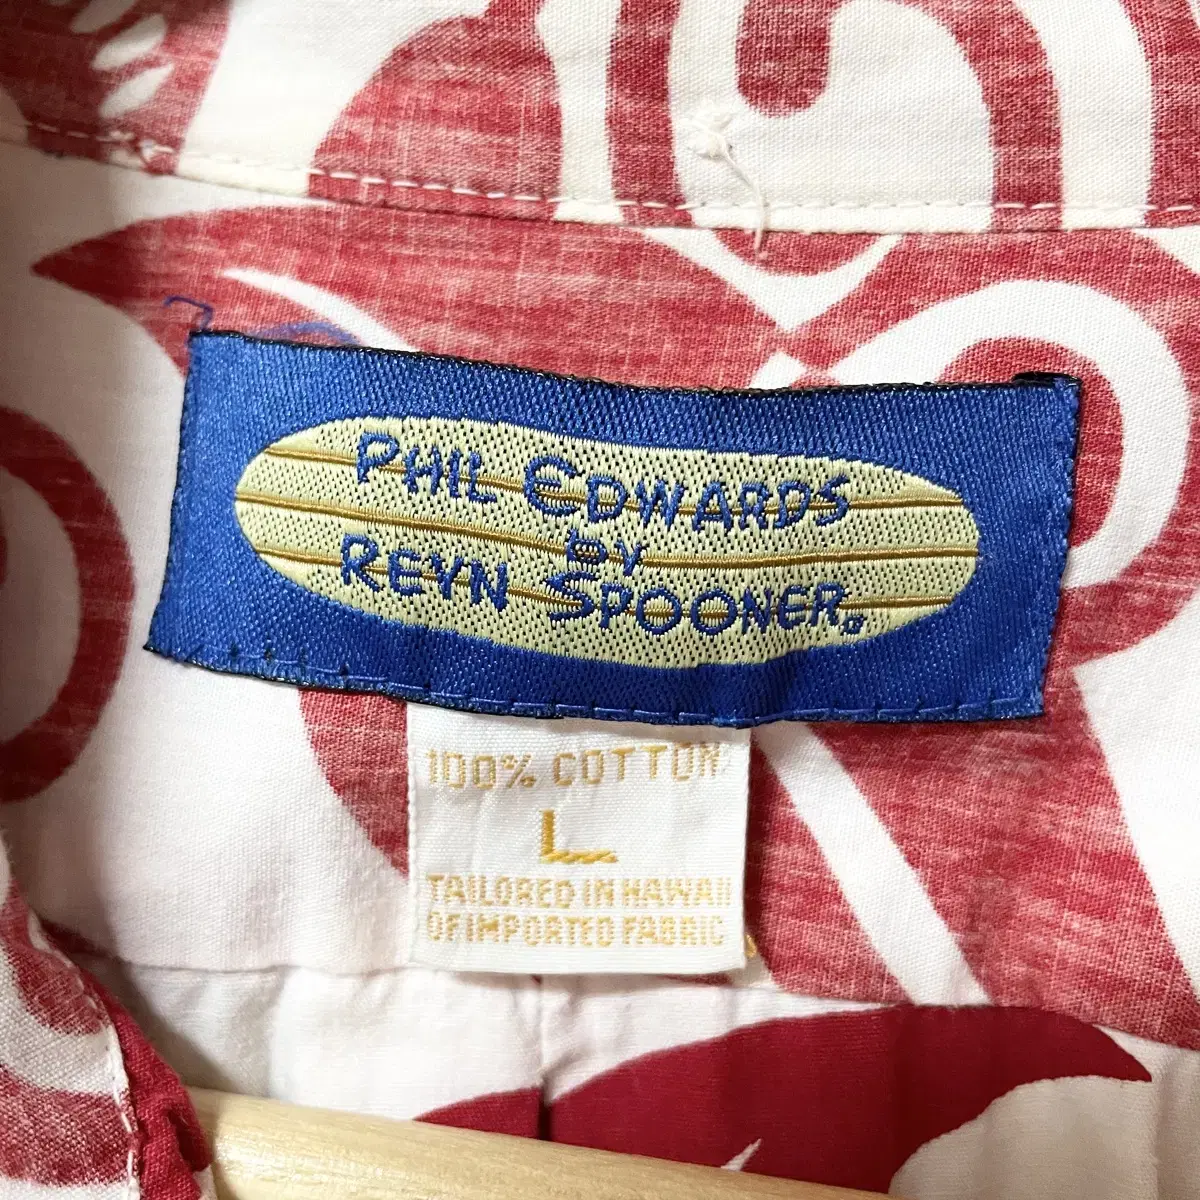 PHIL EDWARDS
by
REYN SPOONER®
100% COTTON
L
TAILORED IN HAWAII
OF IMPORTED FABRIC